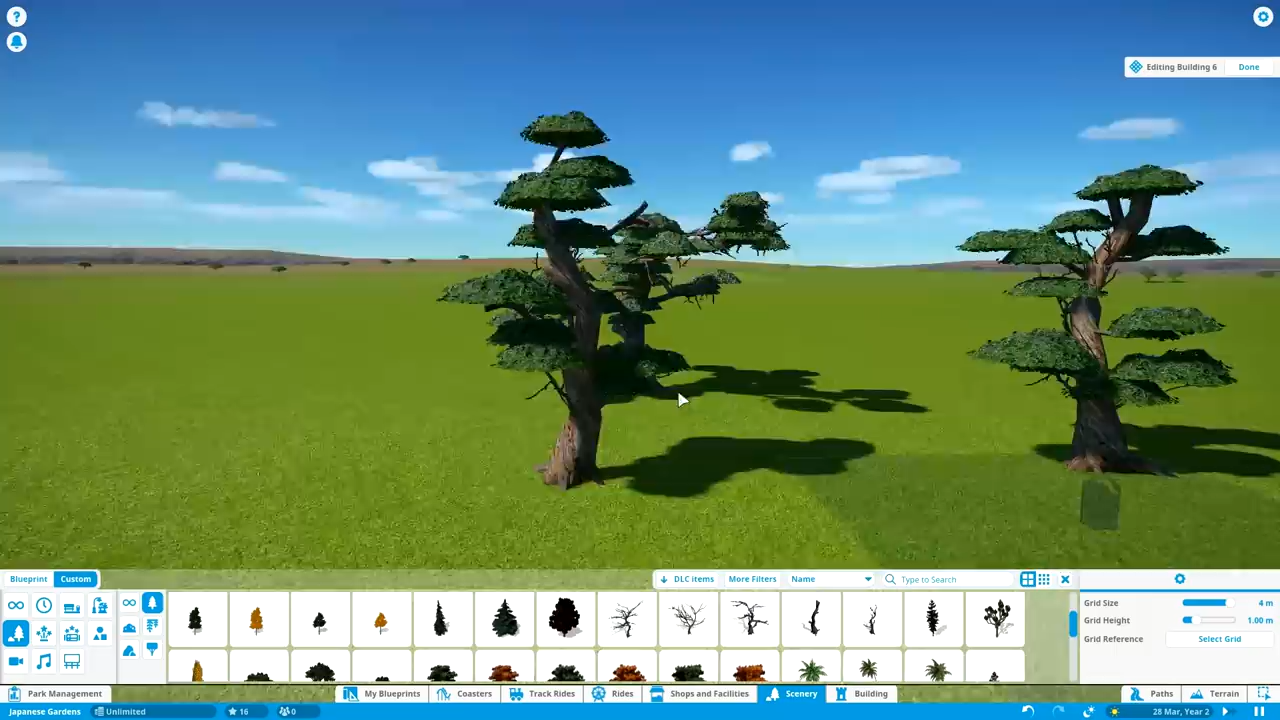 ?
Editing Building 6 Done
Blueprint Custom
DLC items More Filters Name Type to Search
Grid Size 4 m
Grid Height 1.00 m
Grid Reference Select Grid
Park Management My Blueprints Coasters Track Rides Rides Shops and Facilities Scenery Building Paths Terrain
Japanese Gardens Unlimited 16 0 28 Mar, Year 2